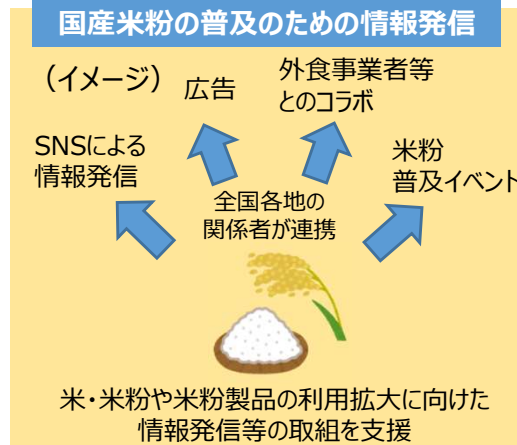 国産米粉の普及のための情報発信
（イメージ）
広告
外食事業者等
とのコラボ
SNSによる
情報発信
米粉
普及イベント
全国各地の
関係者が連携
米・米粉や米粉製品の利用拡大に向けた
情報発信等の取組を支援